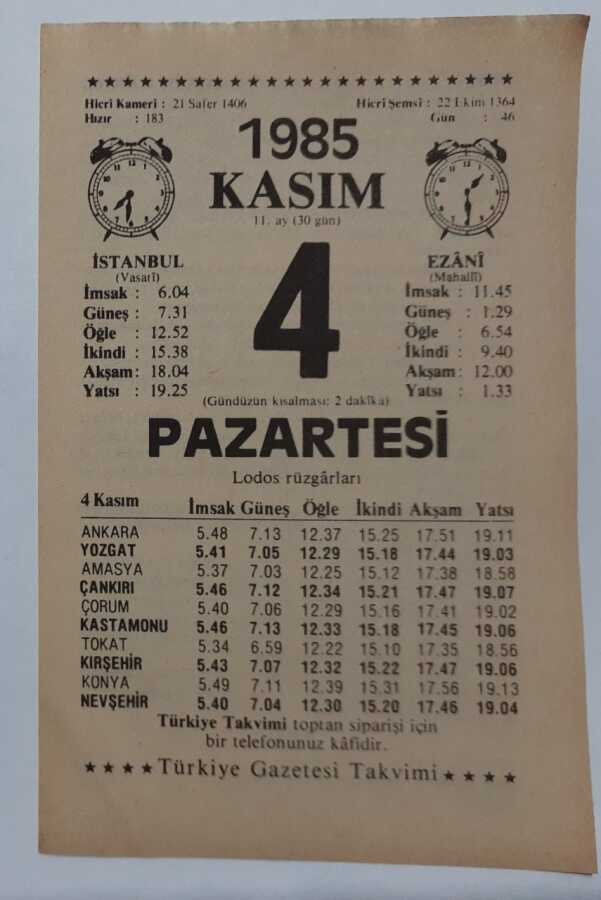 Hicrî Kamerî : 21 Safer 1406
Hızır : 183
Hicrî Şemsî : 22 Ekim 1364
Gün : 46
1985
KASIM
11. ay (30 gün)
4
İSTANBUL
(Vasatî)
İmsak : 6.04
Güneş : 7.31
Öğle : 12.52
İkindi : 15.38
Akşam: 18.04
Yatsı : 19.25
EZÂNÎ
(Mahallî)
İmsak : 11.45
Güneş : 1.29
Öğle : 6.54
İkindi : 9.40
Akşam: 12.00
Yatsı : 1.33
(Gündüzün kısalması: 2 dakîka)
PAZARTESİ
Lodos rüzgârları
4 Kasım İmsak Güneş Öğle İkindi Akşam Yatsı
ANKARA 5.48 7.13 12.37 15.25 17.51 19.11
YOZGAT 5.41 7.05 12.29 15.18 17.44 19.03
AMASYA 5.37 7.03 12.25 15.12 17.38 18.58
ÇANKIRI 5.46 7.12 12.34 15.21 17.47 19.07
ÇORUM 5.40 7.06 12.29 15.16 17.41 19.02
KASTAMONU 5.46 7.13 12.33 15.18 17.45 19.06
TOKAT 5.34 6.59 12.22 15.10 17.35 18.56
KIRŞEHİR 5.43 7.07 12.32 15.22 17.47 19.06
KONYA 5.49 7.11 12.39 15.31 17.56 19.13
NEVŞEHİR 5.40 7.04 12.30 15.20 17.46 19.04
Türkiye Takvimi toptan siparişi için
bir telefonunuz kâfidir.
★★★★Türkiye Gazetesi Takvimi★★★★